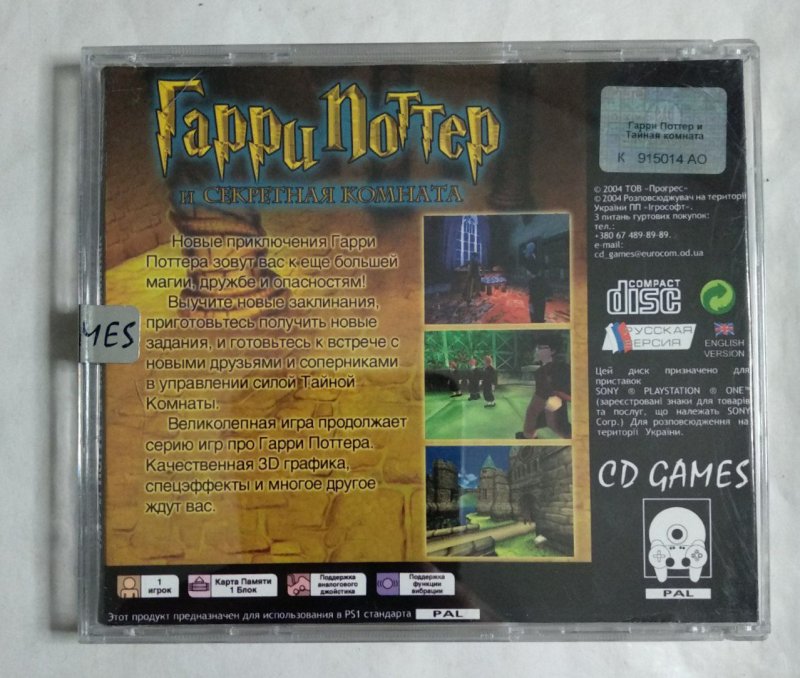 Гарри Поттер
и СЕКРЕТНАЯ КОМНАТА
Новые приключения Гарри
Поттера зовут вас к еще большей
магии, дружбе и опасностям!
Выучите новые заклинания,
приготовьтесь получить новые
задания, и готовьтесь к встрече с
новыми друзьями и соперниками
в управлении силой Тайной
Комнаты.
Великолепная игра продолжает
серию игр про Гарри Поттера.
Качественная 3D графика,
спецэффекты и многое другое
ждут вас.
MES
Гарри Поттер и
Тайная комната
К 915014 АО
© 2004 ТОВ «Прогрес»
© 2004 Розповсюджувач на території
України ПП «Ігрософт».
З питань гуртових покупок:
тел.:
+380 67 489-89-89.
e-mail:
cd_games@eurocom.od.ua
COMPACT
disc
РУССКАЯ
ВЕРСИЯ
ENGLISH
VERSION
Цей диск призначено для
приставок
SONY ® PLAYSTATION ® ONE™
(зареєстровані знаки для товарів
та послуг, що належать SONY
Corp.) Для розповсюдження на
території України.
CD GAMES
PAL
1
игрок
Карта Памяти
1 Блок
Поддержка
аналогового
джойстика
Поддержка
функции
вибрации
Этот продукт предназначен для использования в PS1 стандарта PAL